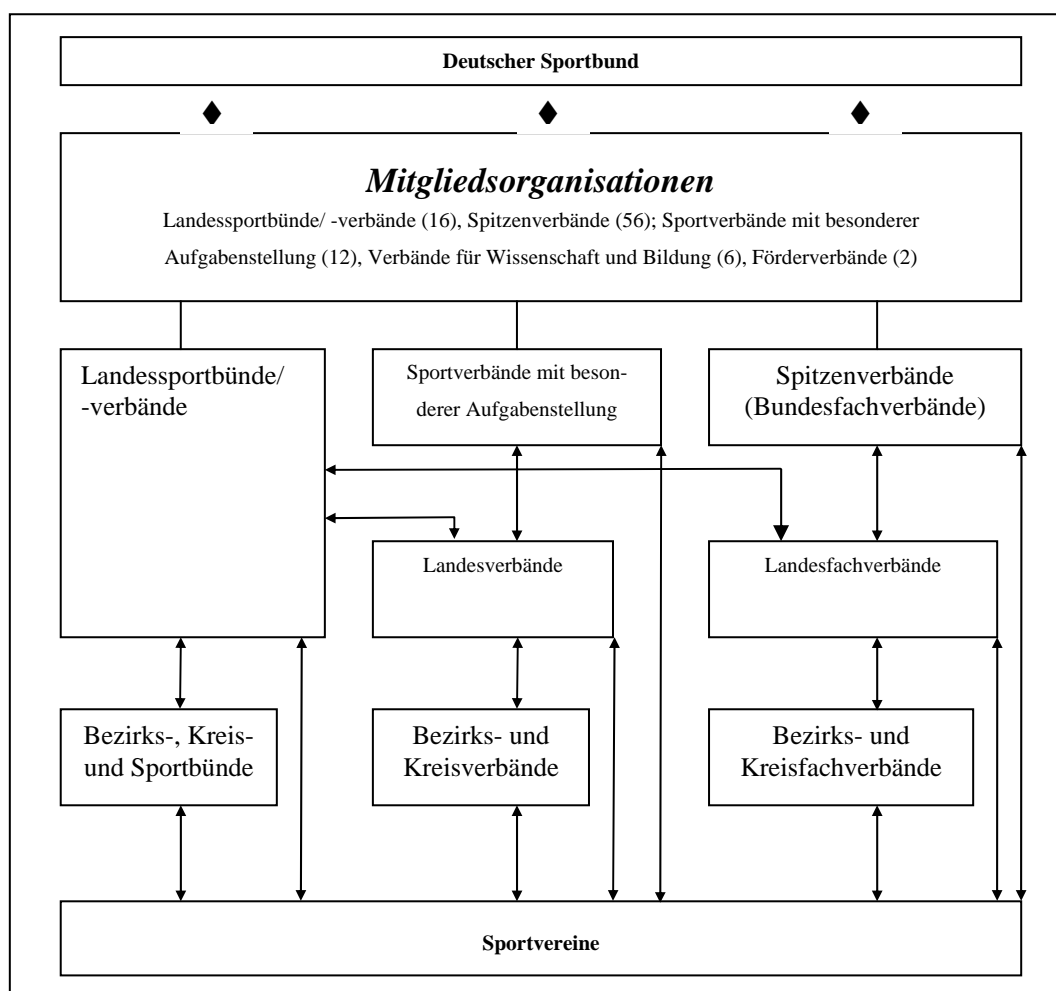 Deutscher Sportbund
Mitgliedsorganisationen
Landessportbünde/ -verbände (16), Spitzenverbände (56); Sportverbände mit besonderer
Aufgabenstellung (12), Verbände für Wissenschaft und Bildung (6), Förderverbände (2)
Landessportbünde/
-verbände
Sportverbände mit beson-
derer Aufgabenstellung
Spitzenverbände
(Bundesfachverbände)
Landesverbände
Landesfachverbände
Bezirks-, Kreis-
und Sportbünde
Bezirks- und
Kreisverbände
Bezirks- und
Kreisfachverbände
Sportvereine